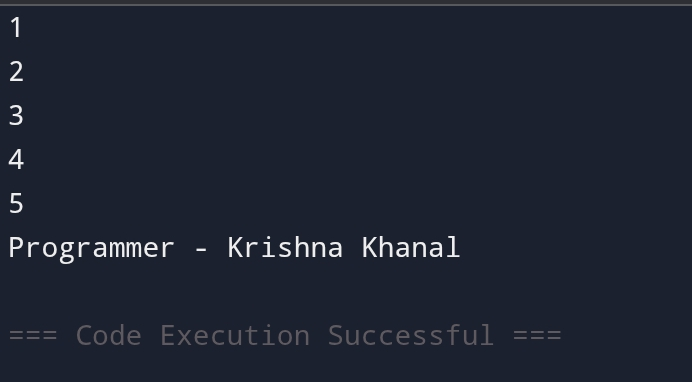 1
2
3
4
5
Programmer - Krishna Khanal
=== Code Execution Successful ===